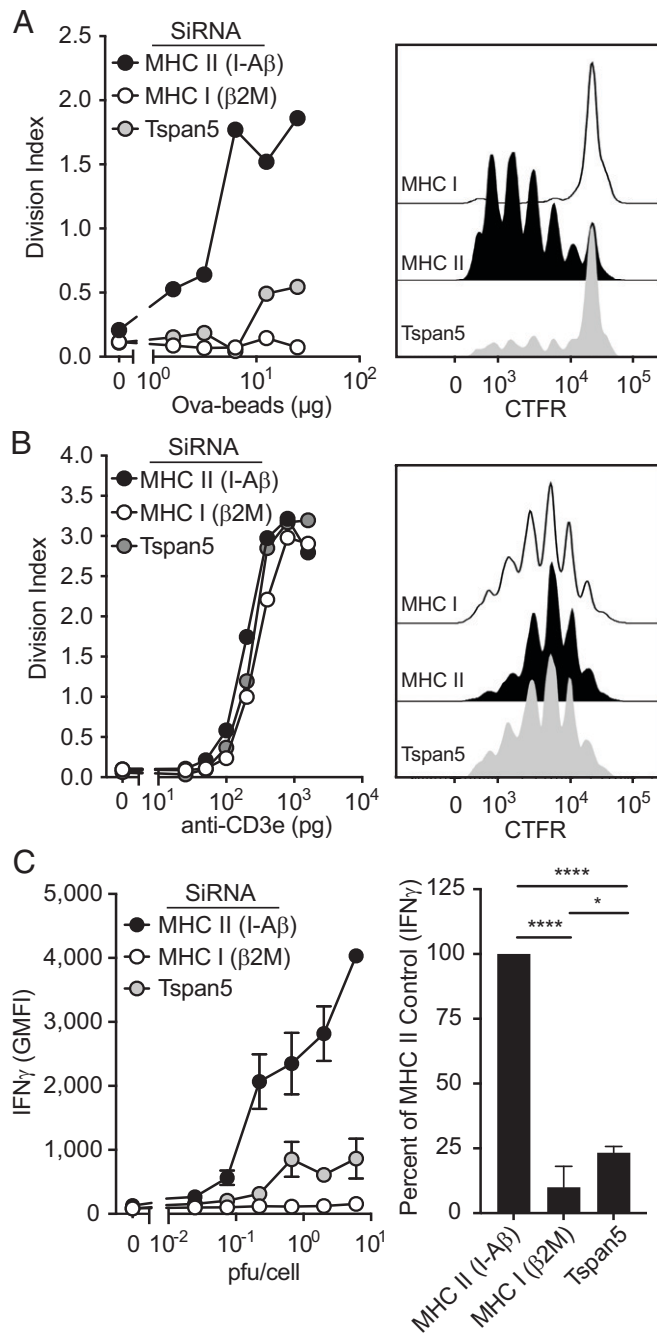 A
SiRNA
MHC II (I-Aβ)
MHC I (β2M)
Tspan5
Division Index
2.5
2.0
1.5
1.0
0.5
0.0
0 10⁰ 10¹ 10²
Ova-beads (µg)
MHC I
MHC II
Tspan5
0 10³ 10⁴ 10⁵
CTFR
B
SiRNA
MHC II (I-Aβ)
MHC I (β2M)
Tspan5
Division Index
4.0
3.5
3.0
2.5
2.0
1.5
1.0
0.5
0.0
0 10¹ 10² 10³ 10⁴
anti-CD3e (pg)
MHC I
MHC II
Tspan5
0 10³ 10⁴ 10⁵
CTFR
C
SiRNA
MHC II (I-Aβ)
MHC I (β2M)
Tspan5
IFNγ (GMFI)
5,000
4,000
3,000
2,000
1,000
0
0 10⁻² 10⁻¹ 10⁰ 10¹
pfu/cell
Percent of MHC II Control (IFNγ)
125
100
75
50
25
0
****
**** *
MHC II (I-Aβ)
MHC I (β2M)
Tspan5